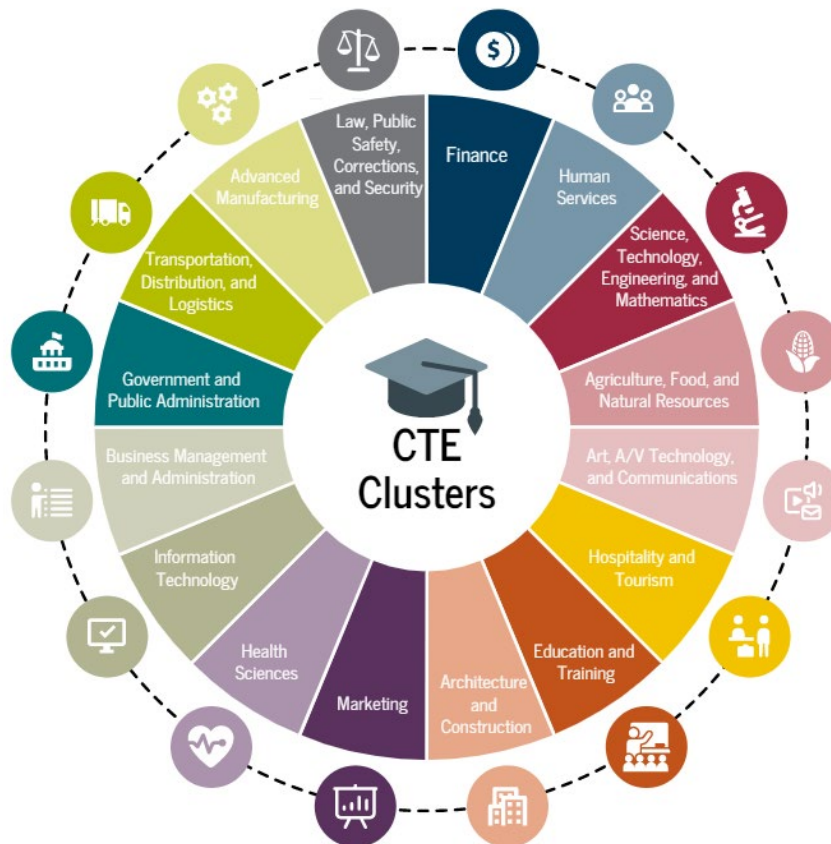 Law, Public
Safety,
Corrections,
and Security
Finance
Human
Services
Science,
Technology,
Engineering, and
Mathematics
Agriculture, Food, and
Natural Resources
Art, A/V Technology,
and Communications
Hospitality and
Tourism
Education and
Training
Architecture
and
Construction
Marketing
Health
Sciences
Information
Technology
Business Management
and Administration
Government and
Public Administration
Transportation,
Distribution, and
Logistics
Advanced
Manufacturing
CTE
Clusters
$